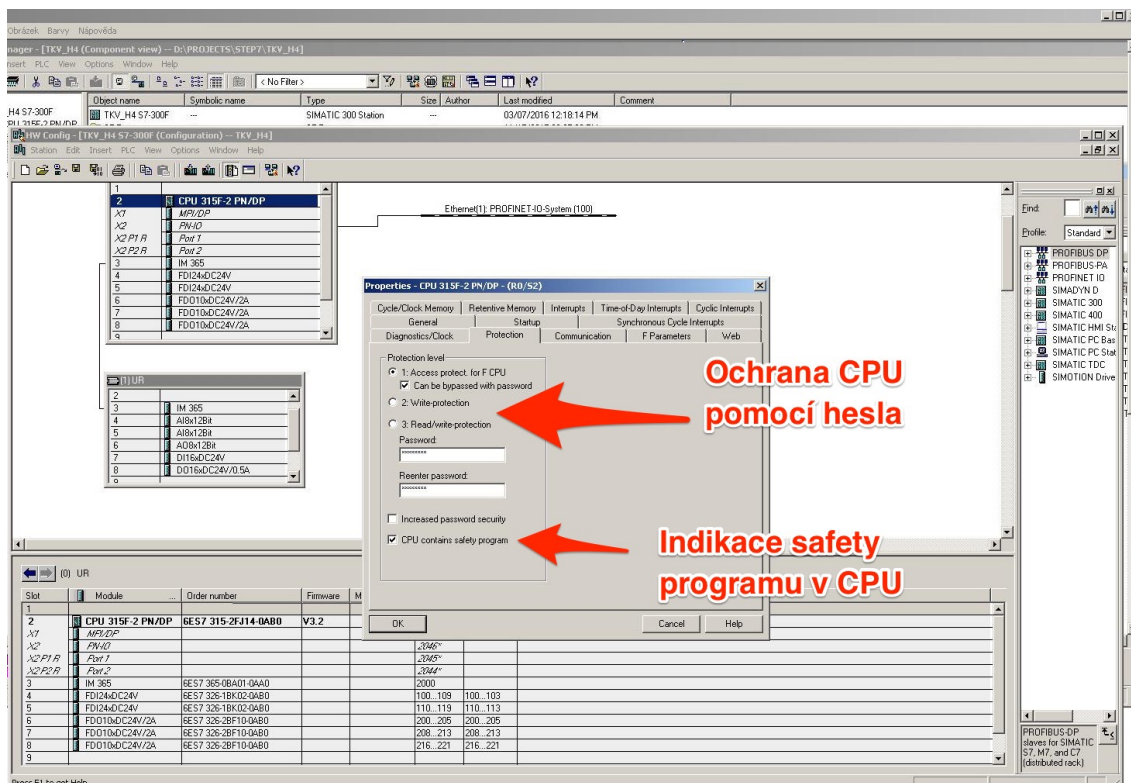 Obrázek Barvy Nápověda
nager - [TKV_H4 (Component view) -- D:\PROJECTS\STEP7\TKV_H4]
nsert PLC View Options Window Help
< No Filter >
Object name Symbolic name Type Size Author Last modified Comment
_H4 S7-300F TKV_H4 S7-300F --- SIMATIC 300 Station --- 03/07/2016 12:18:14 PM
HW Config - [TKV_H4 S7-300F (Configuration) -- TKV_H4]
Station Edit Insert PLC View Options Window Help
1
2 CPU 315F-2 PN/DP
X1 MPI/DP
X2 PN-IO
X2 P1 R Port 1
X2 P2 R Port 2
3 IM 365
4 FDI24xDC24V
5 FDI24xDC24V
6 FDO10xDC24V/2A
7 FDO10xDC24V/2A
8 FDO10xDC24V/2A
9
Ethernet(1): PROFINET-IO-System (100)
(1) UR
2
3 IM 365
4 AI8x12Bit
5 AI8x12Bit
6 AO8x12Bit
7 DI16xDC24V
8 DO16xDC24V/0.5A
9
Properties - CPU 315F-2 PN/DP - (R0/S2)
Cycle/Clock Memory Retentive Memory Interrupts Time-of-Day Interrupts Cyclic Interrupts
General Startup Synchronous Cycle Interrupts
Diagnostics/Clock Protection Communication F Parameters Web
Protection level
1: Access protect. for F CPU
Can be bypassed with password
2: Write-protection
3: Read/write-protection
Password:
********
Reenter password:
********
Increased password security
CPU contains safety program
OK Cancel Help
Ochrana CPU
pomocí hesla
Indikace safety
programu v CPU
Find:
Profile: Standard
PROFIBUS DP
PROFIBUS-PA
PROFINET IO
SIMADYN D
SIMATIC 300
SIMATIC 400
SIMATIC HMI Sta
SIMATIC PC Bas
SIMATIC PC Stat
SIMATIC TDC
SIMOTION Drive
PROFIBUS-DP
slaves for SIMATIC
S7, M7, and C7
(distributed rack)
(0) UR
Slot Module ... Order number Firmware M
1
2 CPU 315F-2 PN/DP 6ES7 315-2FJ14-0AB0 V3.2
X1 MPI/DP
X2 PN-IO 2046*
X2 P1 R Port 1 2045*
X2 P2 R Port 2 2044*
3 IM 365 6ES7 365-0BA01-0AA0 2000
4 FDI24xDC24V 6ES7 326-1BK02-0AB0 100...109 100...103
5 FDI24xDC24V 6ES7 326-1BK02-0AB0 110...119 110...113
6 FDO10xDC24V/2A 6ES7 326-2BF10-0AB0 200...205 200...205
7 FDO10xDC24V/2A 6ES7 326-2BF10-0AB0 208...213 208...213
8 FDO10xDC24V/2A 6ES7 326-2BF10-0AB0 216...221 216...221
9